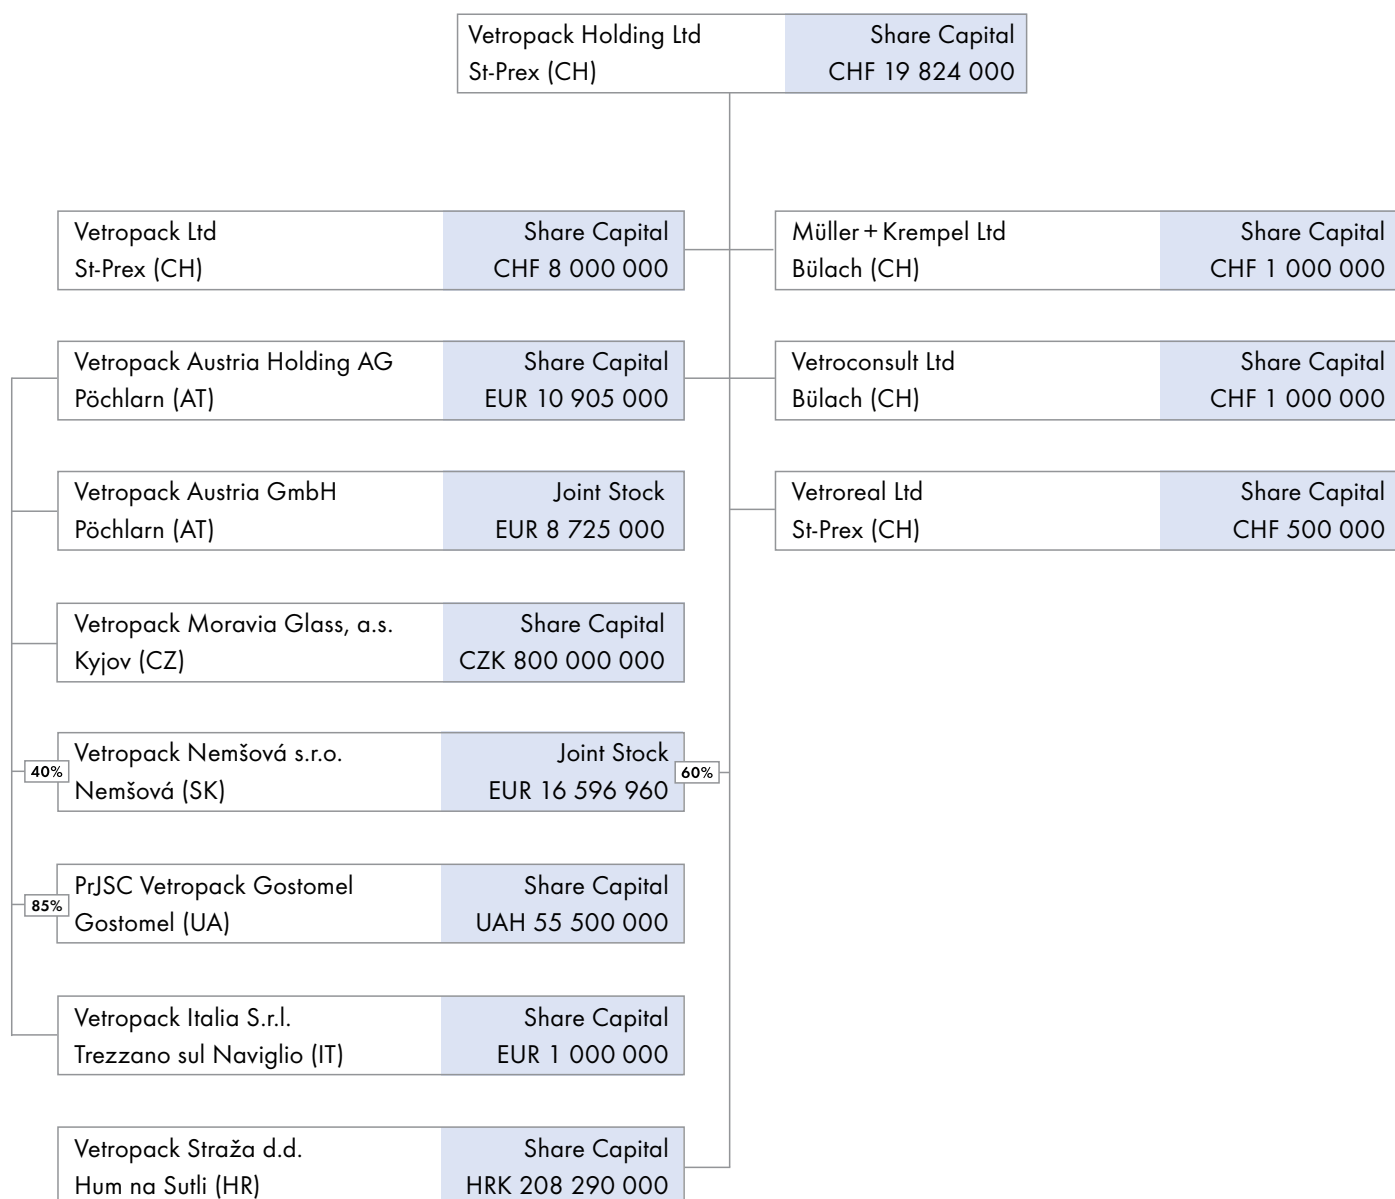 Vetropack Holding Ltd
St-Prex (CH)
Share Capital
CHF 19 824 000
Vetropack Ltd
St-Prex (CH)
Share Capital
CHF 8 000 000
Müller + Krempel Ltd
Bülach (CH)
Share Capital
CHF 1 000 000
Vetropack Austria Holding AG
Pöchlarn (AT)
Share Capital
EUR 10 905 000
Vetroconsult Ltd
Bülach (CH)
Share Capital
CHF 1 000 000
Vetropack Austria GmbH
Pöchlarn (AT)
Joint Stock
EUR 8 725 000
Vetroreal Ltd
St-Prex (CH)
Share Capital
CHF 500 000
Vetropack Moravia Glass, a.s.
Kyjov (CZ)
Share Capital
CZK 800 000 000
40%
Vetropack Nemšová s.r.o.
Nemšová (SK)
Joint Stock
EUR 16 596 960
60%
85%
PrJSC Vetropack Gostomel
Gostomel (UA)
Share Capital
UAH 55 500 000
Vetropack Italia S.r.l.
Trezzano sul Naviglio (IT)
Share Capital
EUR 1 000 000
Vetropack Straža d.d.
Hum na Sutli (HR)
Share Capital
HRK 208 290 000